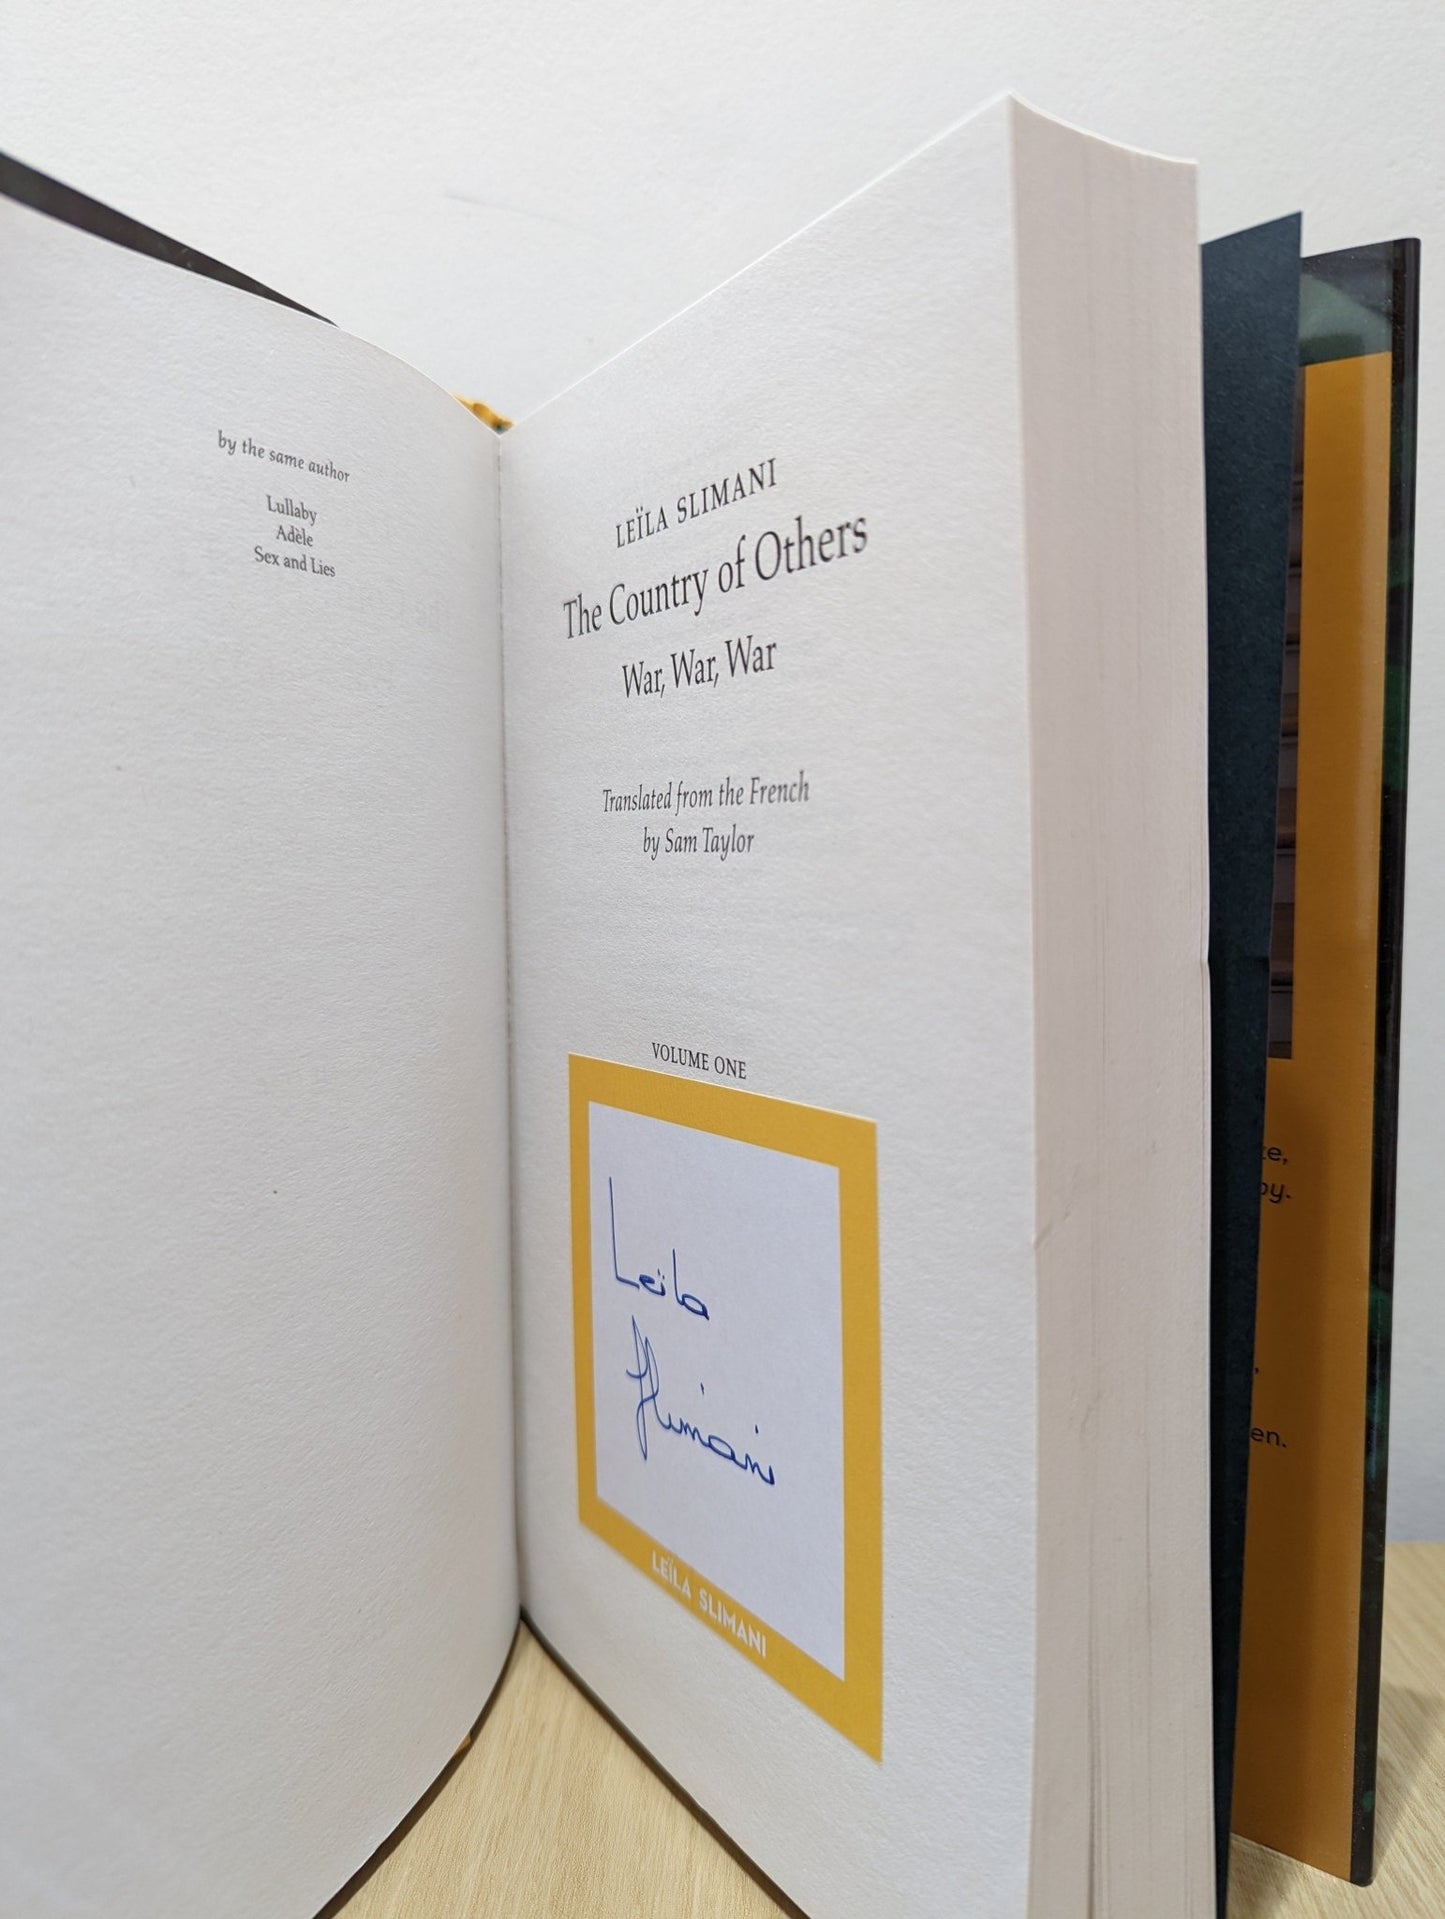 by the same author
Lullaby
Adèle
Sex and Lies
LEÏLA SLIMANI
The Country of Others
War, War, War
Translated from the French
by Sam Taylor
VOLUME ONE
Leïla
Slimani
LEÏLA SLIMANI